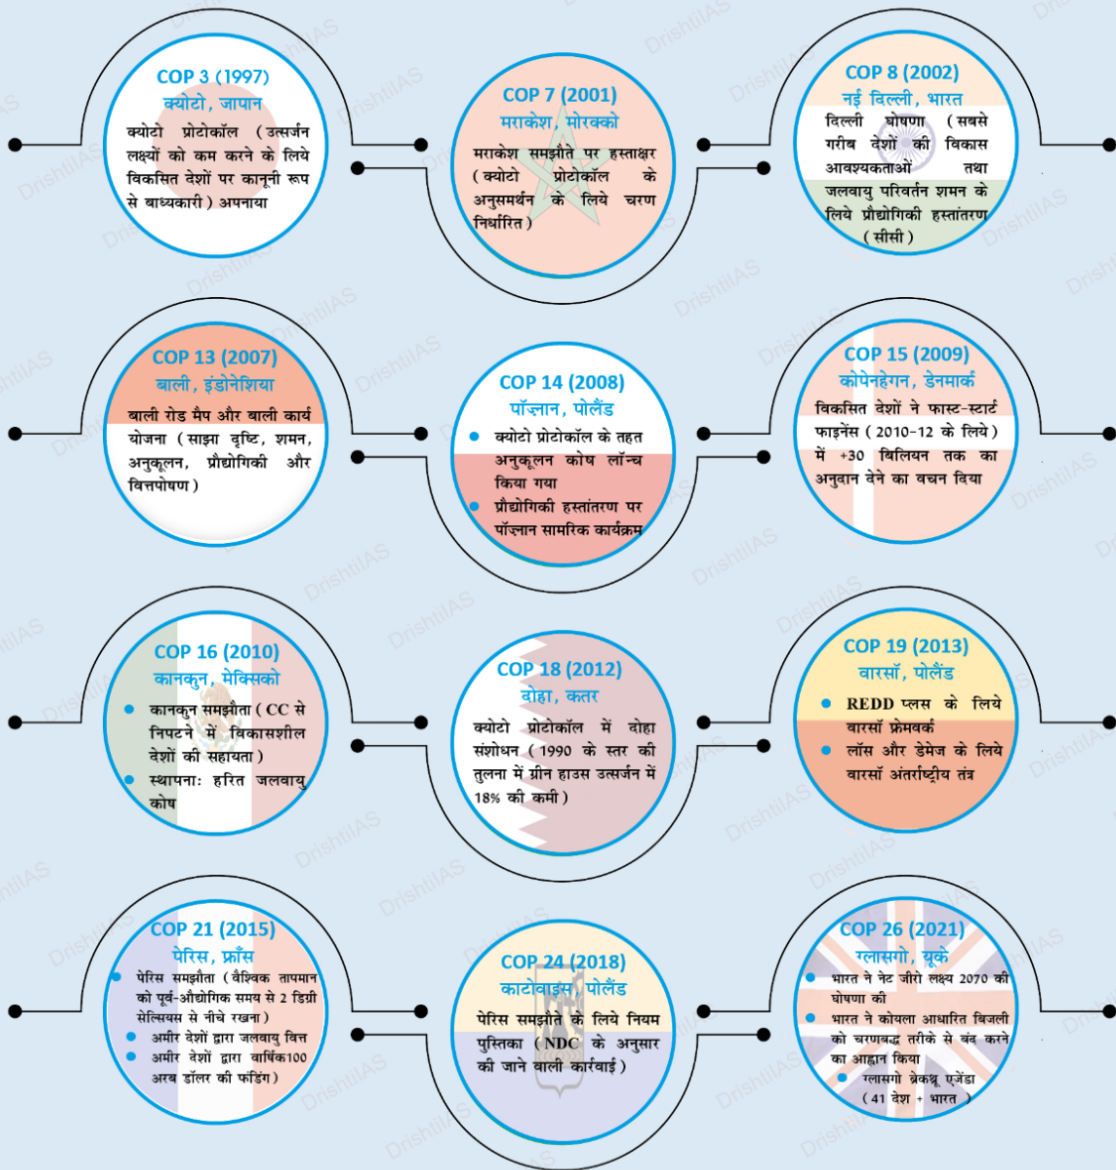 COP 3 (1997)
क्योटो, जापान
क्योटो प्रोटोकॉल (उत्सर्जन
लक्ष्यों को कम करने के लिये
विकसित देशों पर कानूनी रूप
से बाध्यकारी) अपनाया
COP 7 (2001)
मराकेश, मोरक्को
मराकेश समझौते पर हस्ताक्षर
(क्योटो प्रोटोकॉल के
अनुसमर्थन के लिये चरण
निर्धारित)
COP 8 (2002)
नई दिल्ली, भारत
दिल्ली घोषणा (सबसे
गरीब देशों की विकास
आवश्यकताओं तथा
जलवायु परिवर्तन शमन के
लिये प्रौद्योगिकी हस्तांतरण
(सीसी)
COP 13 (2007)
बाली, इंडोनेशिया
बाली रोड मैप और बाली कार्य
योजना (साझा दृष्टि, शमन,
अनुकूलन, प्रौद्योगिकी और
वित्तपोषण)
COP 14 (2008)
पॉज़्नान, पोलैंड
क्योटो प्रोटोकॉल के तहत
अनुकूलन कोष लॉन्च
किया गया
प्रौद्योगिकी हस्तांतरण पर
पॉज़्नान सामरिक कार्यक्रम
COP 15 (2009)
कोपेनहेगन, डेनमार्क
विकसित देशों ने फास्ट-स्टार्ट
फाइनेंस (2010-12 के लिये)
में +30 बिलियन तक का
अनुदान देने का वचन दिया
COP 16 (2010)
कानकुन, मेक्सिको
कानकुन समझौता (CC से
निपटने में विकासशील
देशों की सहायता)
स्थापनाः हरित जलवायु
कोष
COP 18 (2012)
दोहा, कतर
क्योटो प्रोटोकॉल में दोहा
संशोधन (1990 के स्तर की
तुलना में ग्रीन हाउस उत्सर्जन में
18% की कमी)
COP 19 (2013)
वारसॉ, पोलैंड
REDD प्लस के लिये
वारसॉ फ्रेमवर्क
लॉस और डेमेज के लिये
वारसॉ अंतर्राष्ट्रीय तंत्र
COP 21 (2015)
पेरिस, फ्राँस
पेरिस समझौता (वैश्विक तापमान
को पूर्व-औद्योगिक समय से 2 डिग्री
सेल्सियस से नीचे रखना)
अमीर देशों द्वारा जलवायु वित्त
अमीर देशों द्वारा वार्षिक100
अरब डॉलर की फंडिंग)
COP 24 (2018)
काटोवाइस, पोलैंड
पेरिस समझौते के लिये नियम
पुस्तिका (NDC के अनुसार
की जाने वाली कार्रवाई)
COP 26 (2021)
ग्लासगो, यूके
भारत ने नेट जीरो लक्ष्य 2070 की
घोषणा की
भारत ने कोयला आधारित बिजली
को चरणबद्ध तरीके से बंद करने
का आह्वान किया
ग्लासगो ब्रेकथ्रू एजेंडा
(41 देश + भारत )
DrishtiIAS